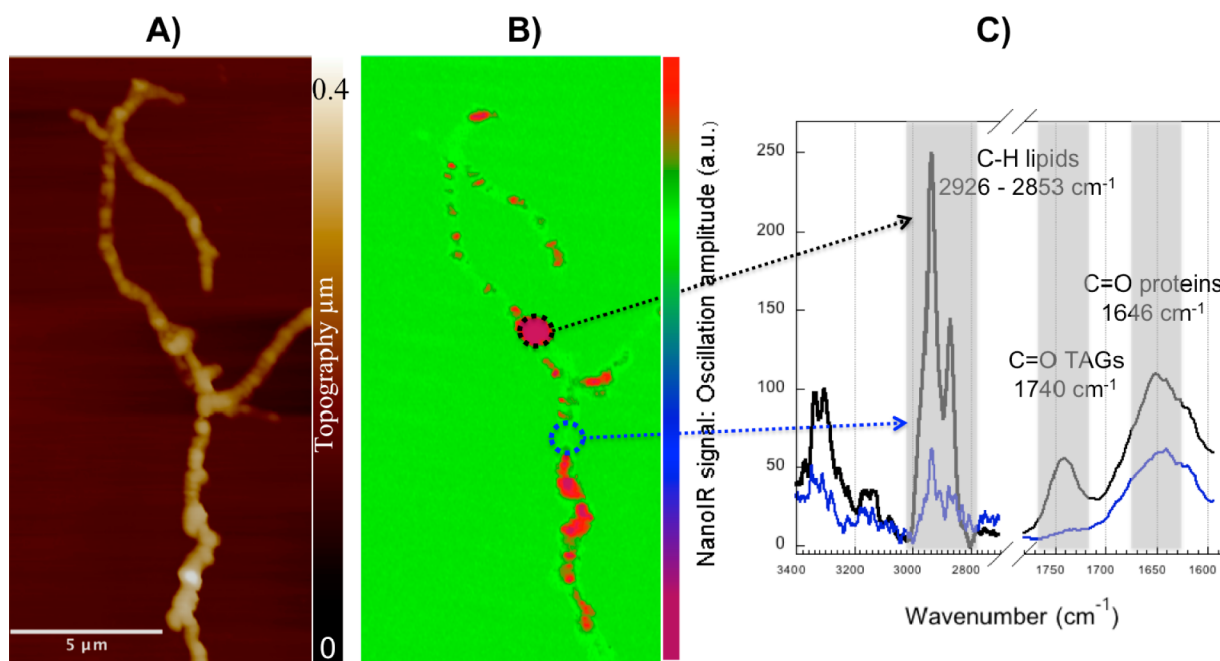 A)
B)
C)
0.4
Topography µm
0
5 µm
NanoIR signal: Oscillation amplitude (a.u.)
250
200
150
100
50
0
C-H lipids
2926 - 2853 cm-1
C=O proteins
1646 cm-1
C=O TAGs
1740 cm-1
3400
3200
3000
2800
1750
1700
1650
1600
Wavenumber (cm-1)